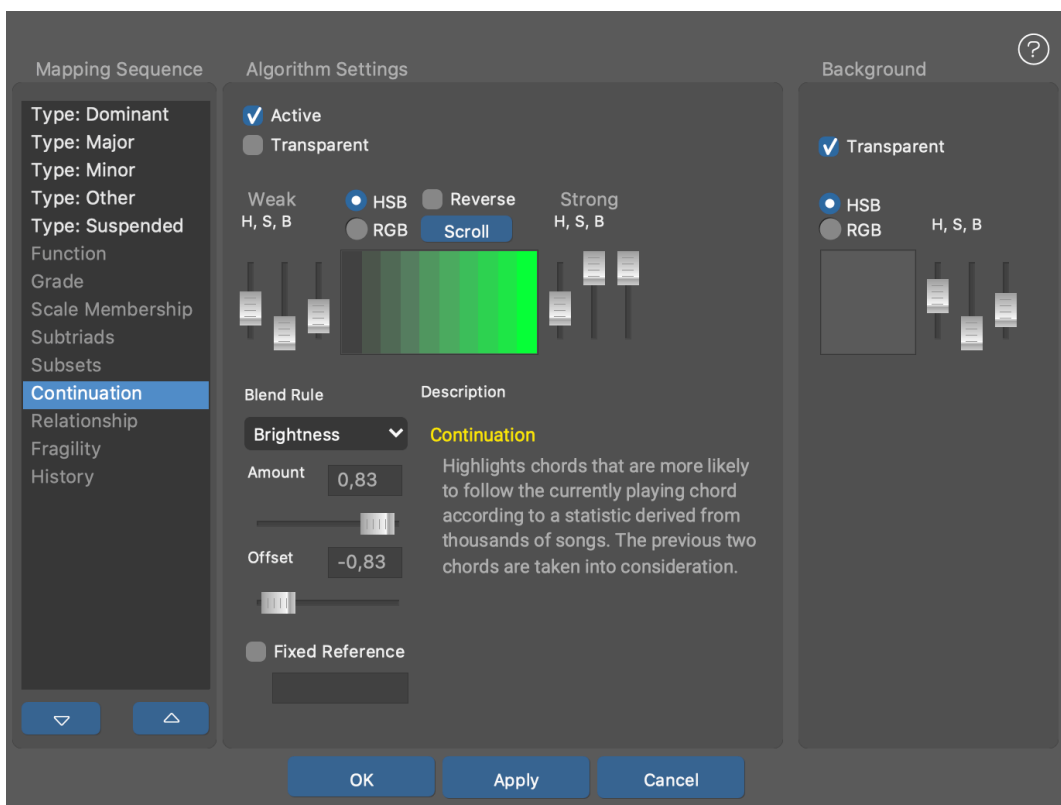 ?
Mapping Sequence
Algorithm Settings
Background
Type: Dominant
Type: Major
Type: Minor
Type: Other
Type: Suspended
Function
Grade
Scale Membership
Subtriads
Subsets
Continuation
Relationship
Fragility
History
Active
Transparent
Weak
H, S, B
HSB
RGB
Reverse
Scroll
Strong
H, S, B
Blend Rule
Brightness
Amount
0,83
Offset
-0,83
Fixed Reference
Description
Continuation
Highlights chords that are more likely
to follow the currently playing chord
according to a statistic derived from
thousands of songs. The previous two
chords are taken into consideration.
Transparent
HSB
RGB
H, S, B
OK
Apply
Cancel